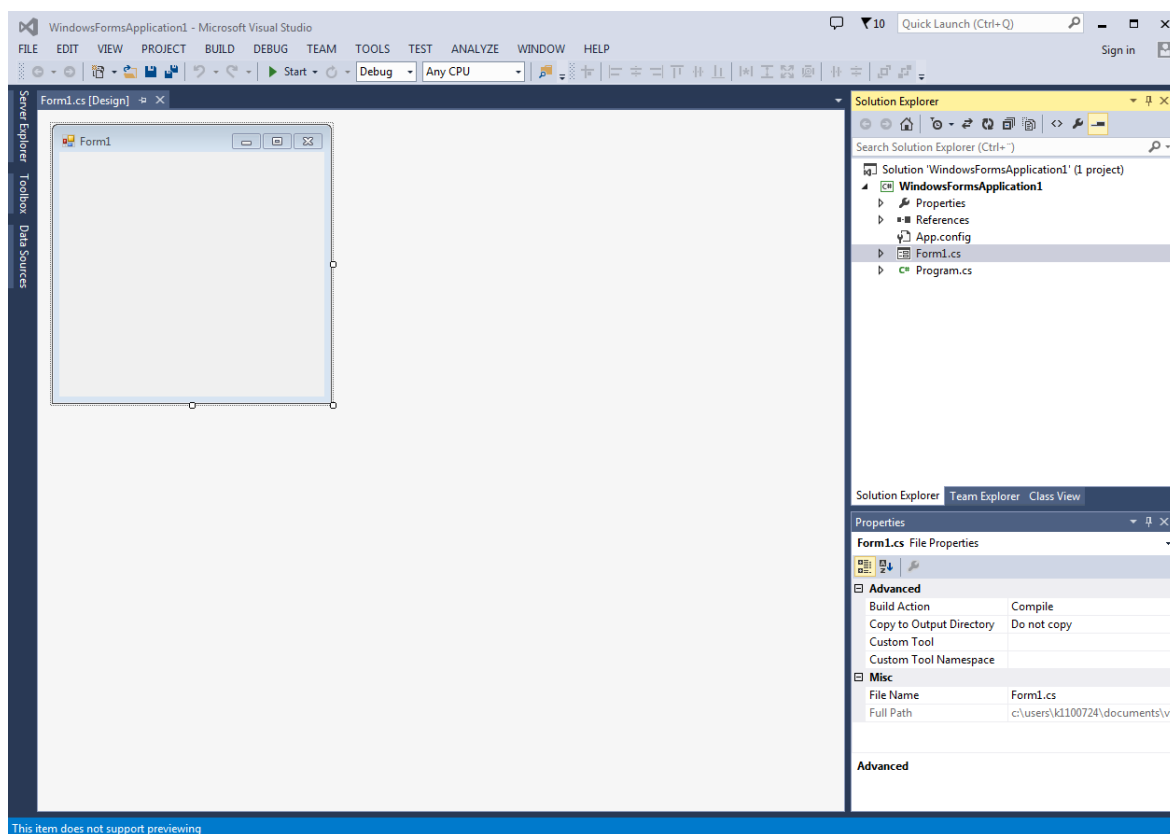 WindowsFormsApplication1 - Microsoft Visual Studio
10
Quick Launch (Ctrl+Q)
FILE EDIT VIEW PROJECT BUILD DEBUG TEAM TOOLS TEST ANALYZE WINDOW HELP
Sign in
Start Debug Any CPU
Server Explorer
Toolbox
Data Sources
Form1.cs [Design]
Form1
Solution Explorer
Search Solution Explorer (Ctrl+¨)
Solution 'WindowsFormsApplication1' (1 project)
C# WindowsFormsApplication1
Properties
References
App.config
Form1.cs
C# Program.cs
Solution Explorer Team Explorer Class View
Properties
Form1.cs File Properties
Advanced
Build Action Compile
Copy to Output Directory Do not copy
Custom Tool
Custom Tool Namespace
Misc
File Name Form1.cs
Full Path c:\users\k1100724\documents\v
Advanced
This item does not support previewing